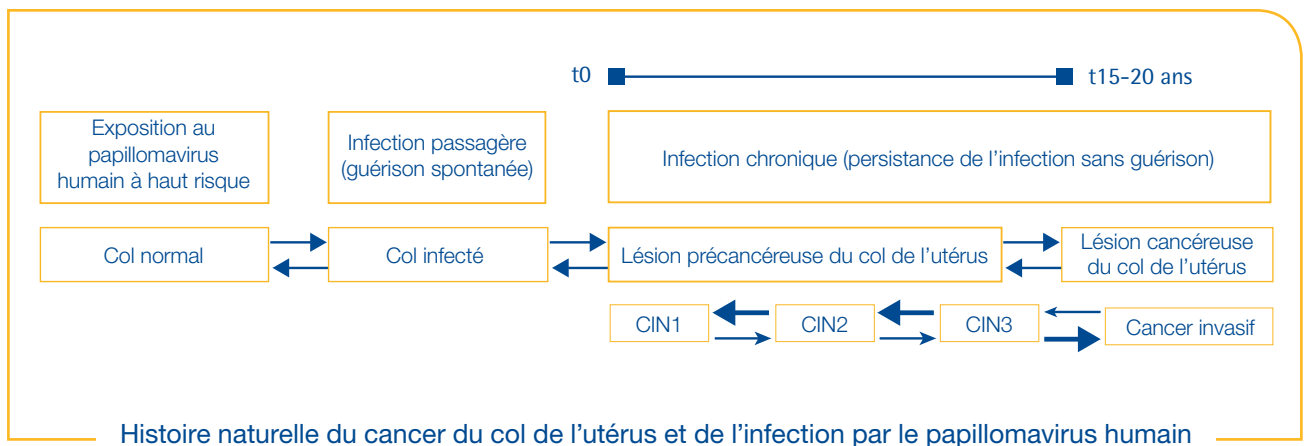 t0
t15-20 ans
Exposition au
papillomavirus
humain à haut risque
Infection passagère
(guérison spontanée)
Infection chronique (persistance de l'infection sans guérison)
Col normal
Col infecté
Lésion précancéreuse du col de l'utérus
Lésion cancéreuse
du col de l'utérus
CIN1
CIN2
CIN3
Cancer invasif
Histoire naturelle du cancer du col de l'utérus et de l'infection par le papillomavirus humain